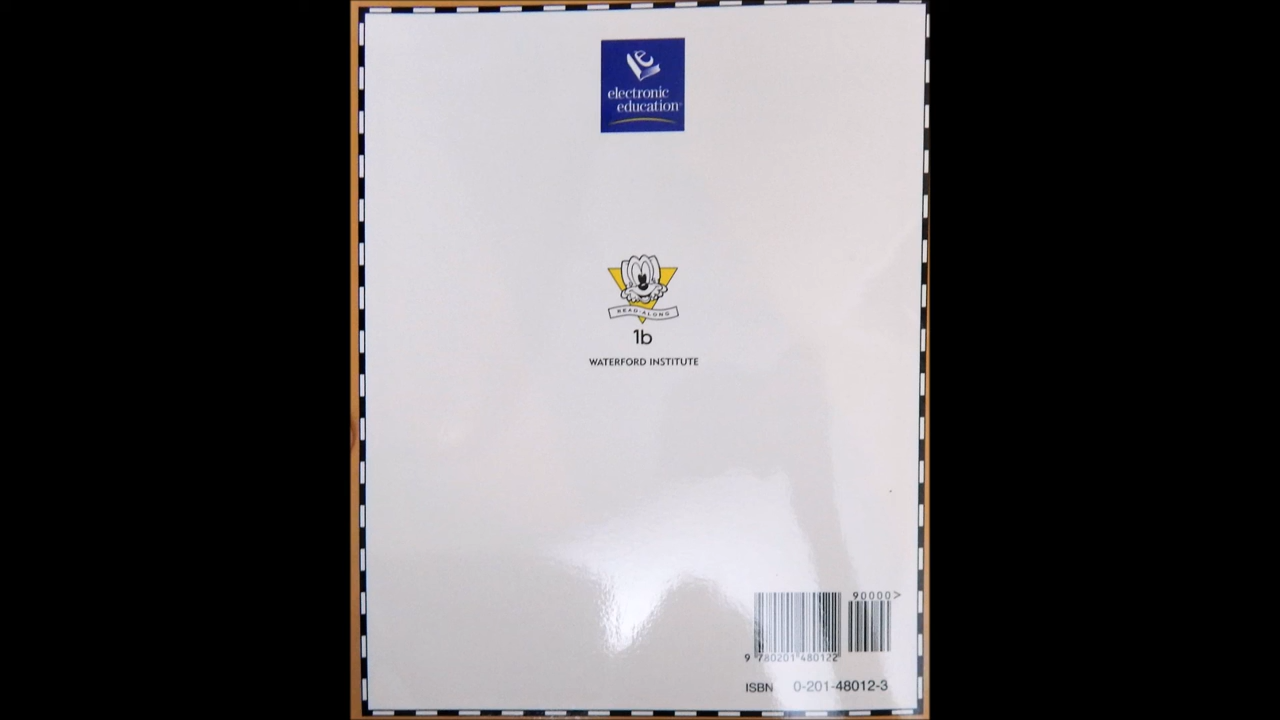 electronic
education
READ-ALONG
1b
WATERFORD INSTITUTE
90000>
9 780201 480122
ISBN 0-201-48012-3